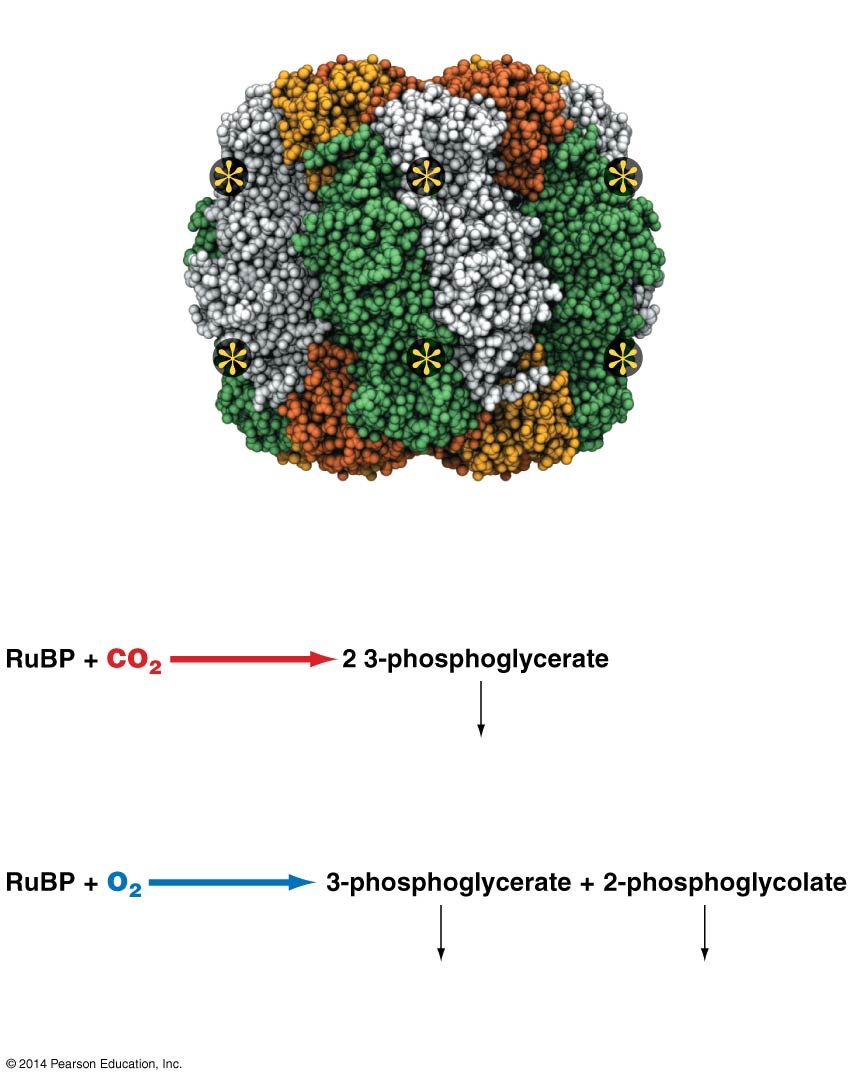 RuBP + CO₂ 2 3-phosphoglycerate
RuBP + O₂ 3-phosphoglycerate + 2-phosphoglycolate
© 2014 Pearson Education, Inc.